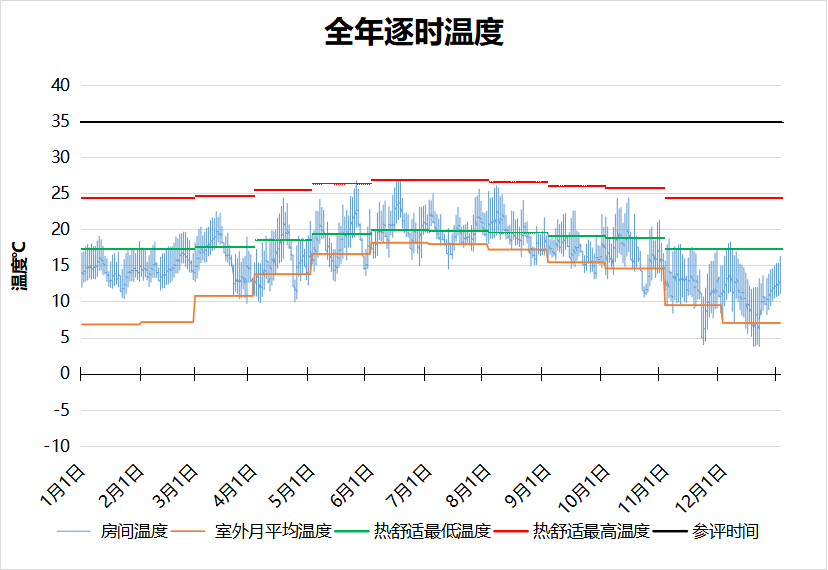 全年逐时温度
温度℃
40
35
30
25
20
15
10
5
0
-5
-10
1月1日
2月1日
3月1日
4月1日
5月1日
6月1日
7月1日
8月1日
9月1日
10月1日
11月1日
12月1日
房间温度 室外月平均温度 热舒适最低温度 热舒适最高温度 参评时间